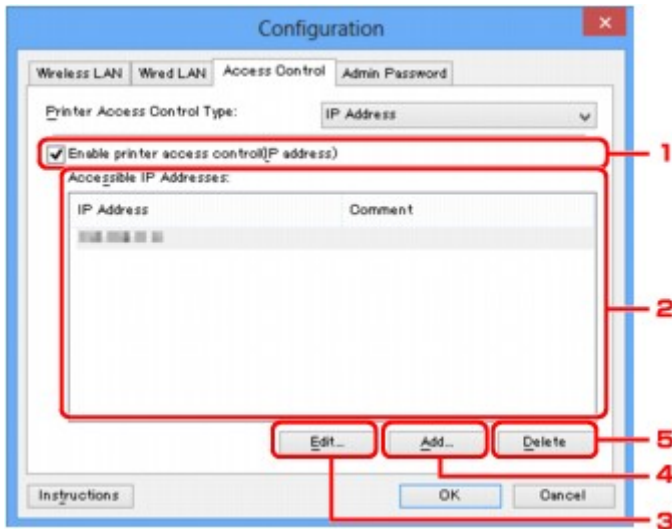 Configuration
×
Wireless LAN Wired LAN Access Control Admin Password
Printer Access Control Type: IP Address
Enable printer access control(IP address) 1
Accessible IP Addresses:
IP Address Comment
2
Edit... Add... Delete 5
4
Instructions OK Cancel
3